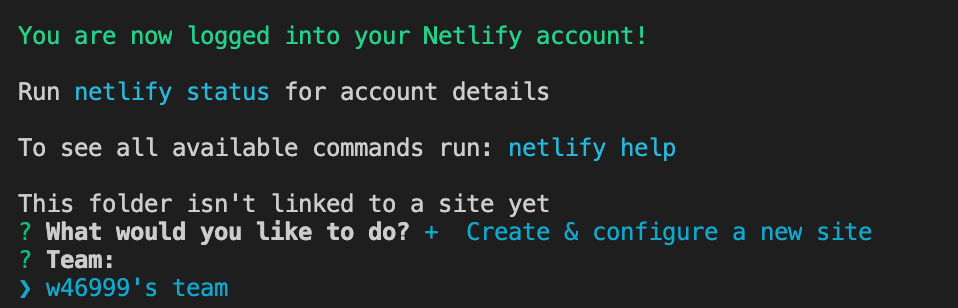 You are now logged into your Netlify account!
Run netlify status for account details
To see all available commands run: netlify help
This folder isn't linked to a site yet
? What would you like to do? +  Create & configure a new site
? Team:
❯ w46999's team